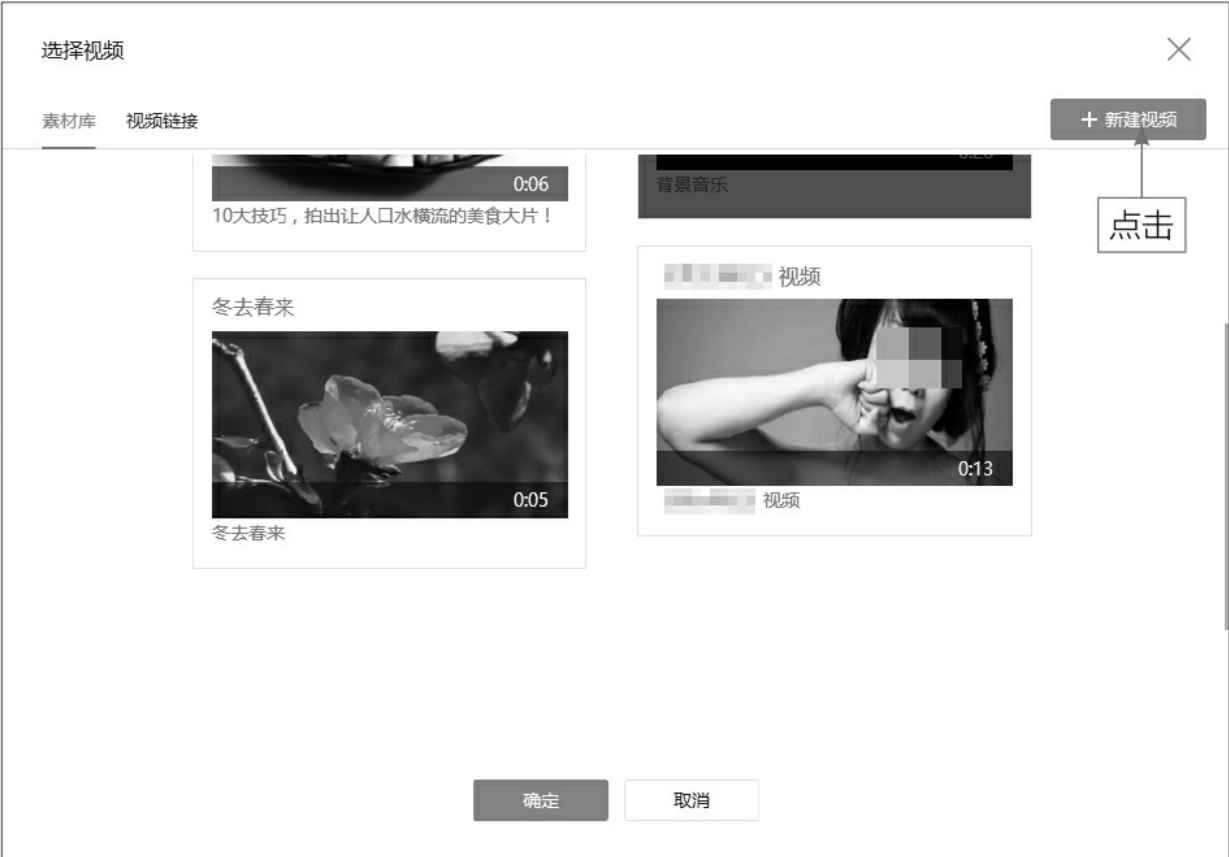 选择视频
素材库
视频链接
+ 新建视频
点击
0:06
10大技巧，拍出让人口水横流的美食大片！
背景音乐
冬去春来
0:05
冬去春来
视频
0:13
视频
确定
取消